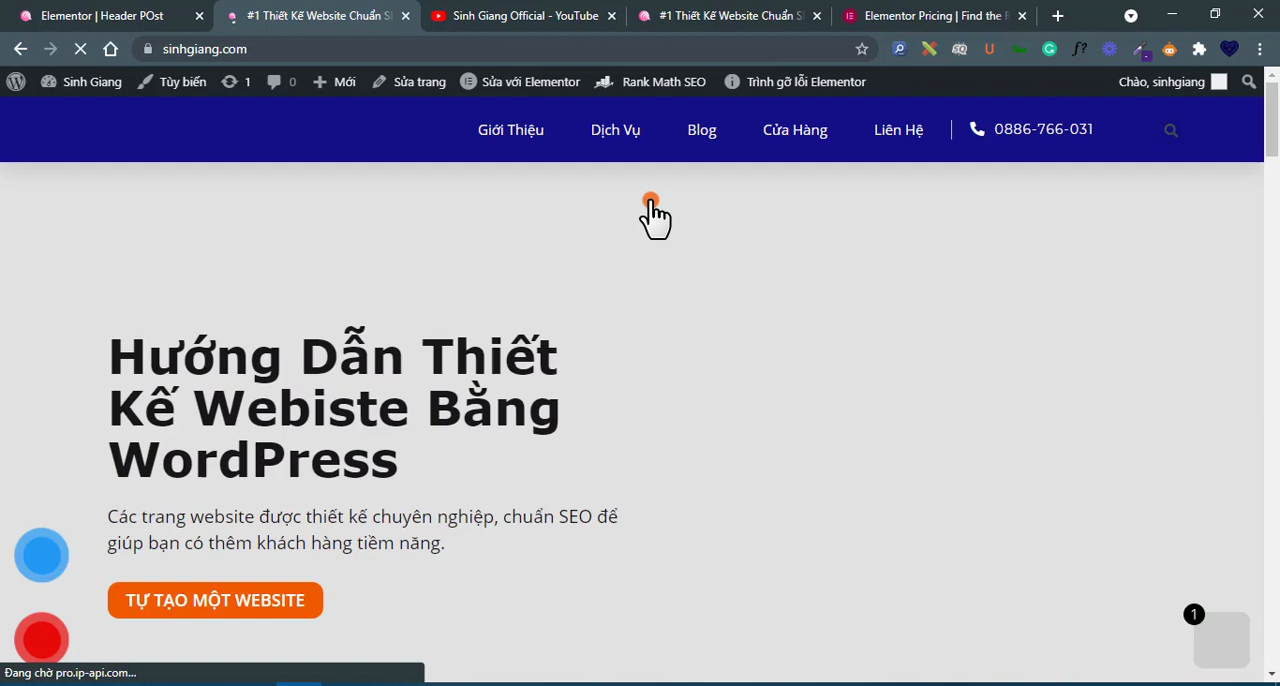 Elementor | Header POst
#1 Thiết Kế Website Chuẩn S
Sinh Giang Official - YouTube
#1 Thiết Kế Website Chuẩn S
Elementor Pricing | Find the
sinhgiang.com
Sinh Giang
Tùy biến
1
0
Mới
Sửa trang
Sửa với Elementor
Rank Math SEO
Trình gỡ lỗi Elementor
Chào, sinhgiang
Giới Thiệu
Dịch Vụ
Blog
Cửa Hàng
Liên Hệ
0886-766-031
Hướng Dẫn Thiết
Kế Webiste Bằng
WordPress
Các trang website được thiết kế chuyên nghiệp, chuẩn SEO để
giúp bạn có thêm khách hàng tiềm năng.
TỰ TẠO MỘT WEBSITE
1
Đang chờ pro.ip-api.com...